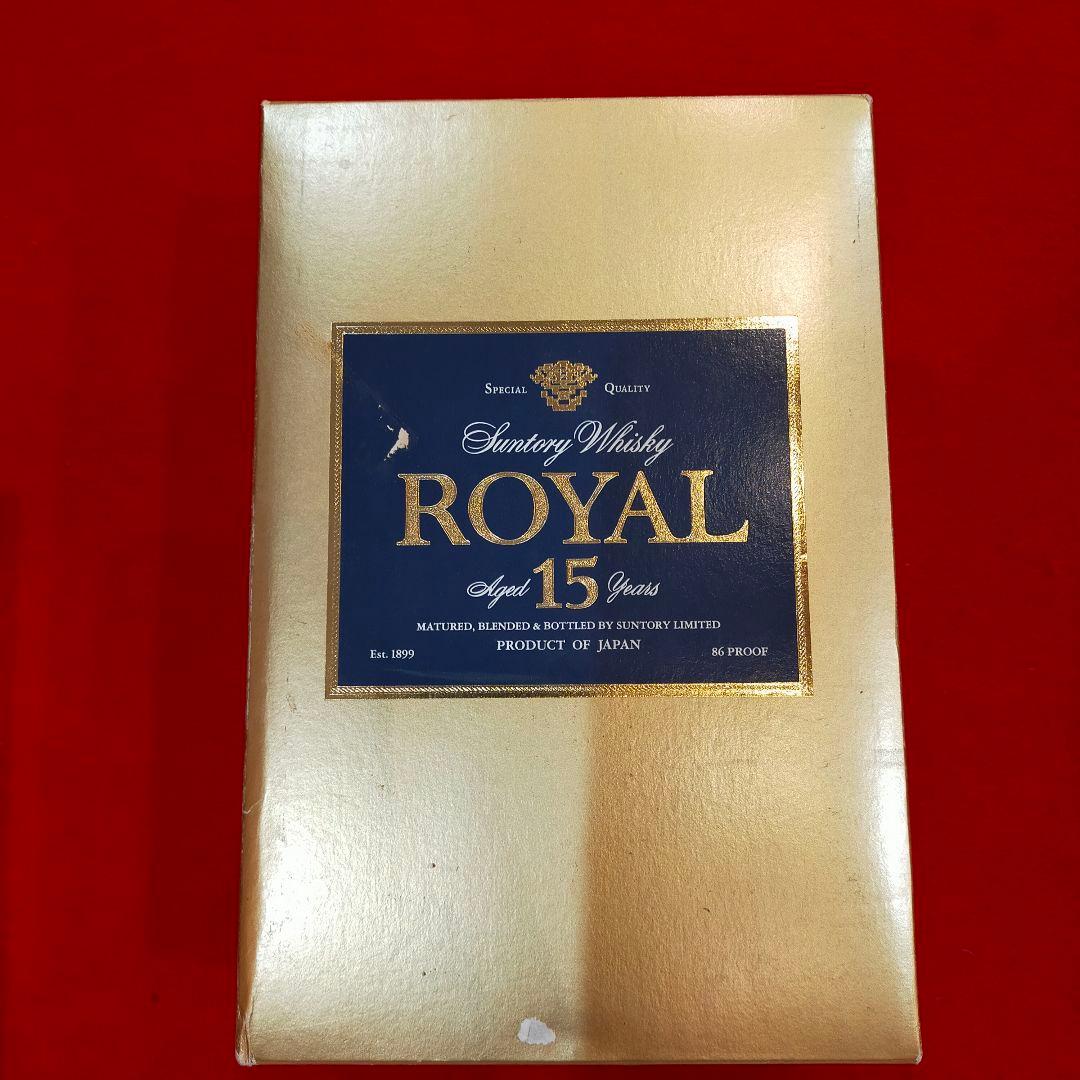 SPECIAL QUALITY
Suntory Whisky
ROYAL
Aged 15 Years
MATURED, BLENDED & BOTTLED BY SUNTORY LIMITED
PRODUCT OF JAPAN
Est. 1899
86 PROOF